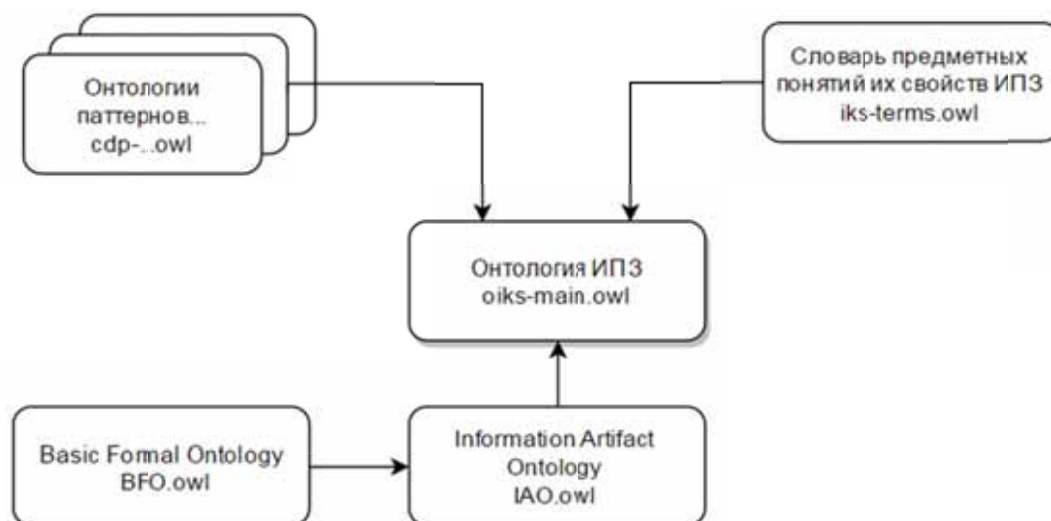 Онтологии
паттернов...
cdp-...owl
Словарь предметных
понятий их свойств ИПЗ
iks-terms.owl
Онтология ИПЗ
oiks-main.owl
Basic Formal Ontology
BFO.owl
Information Artifact
Ontology
IAO.owl